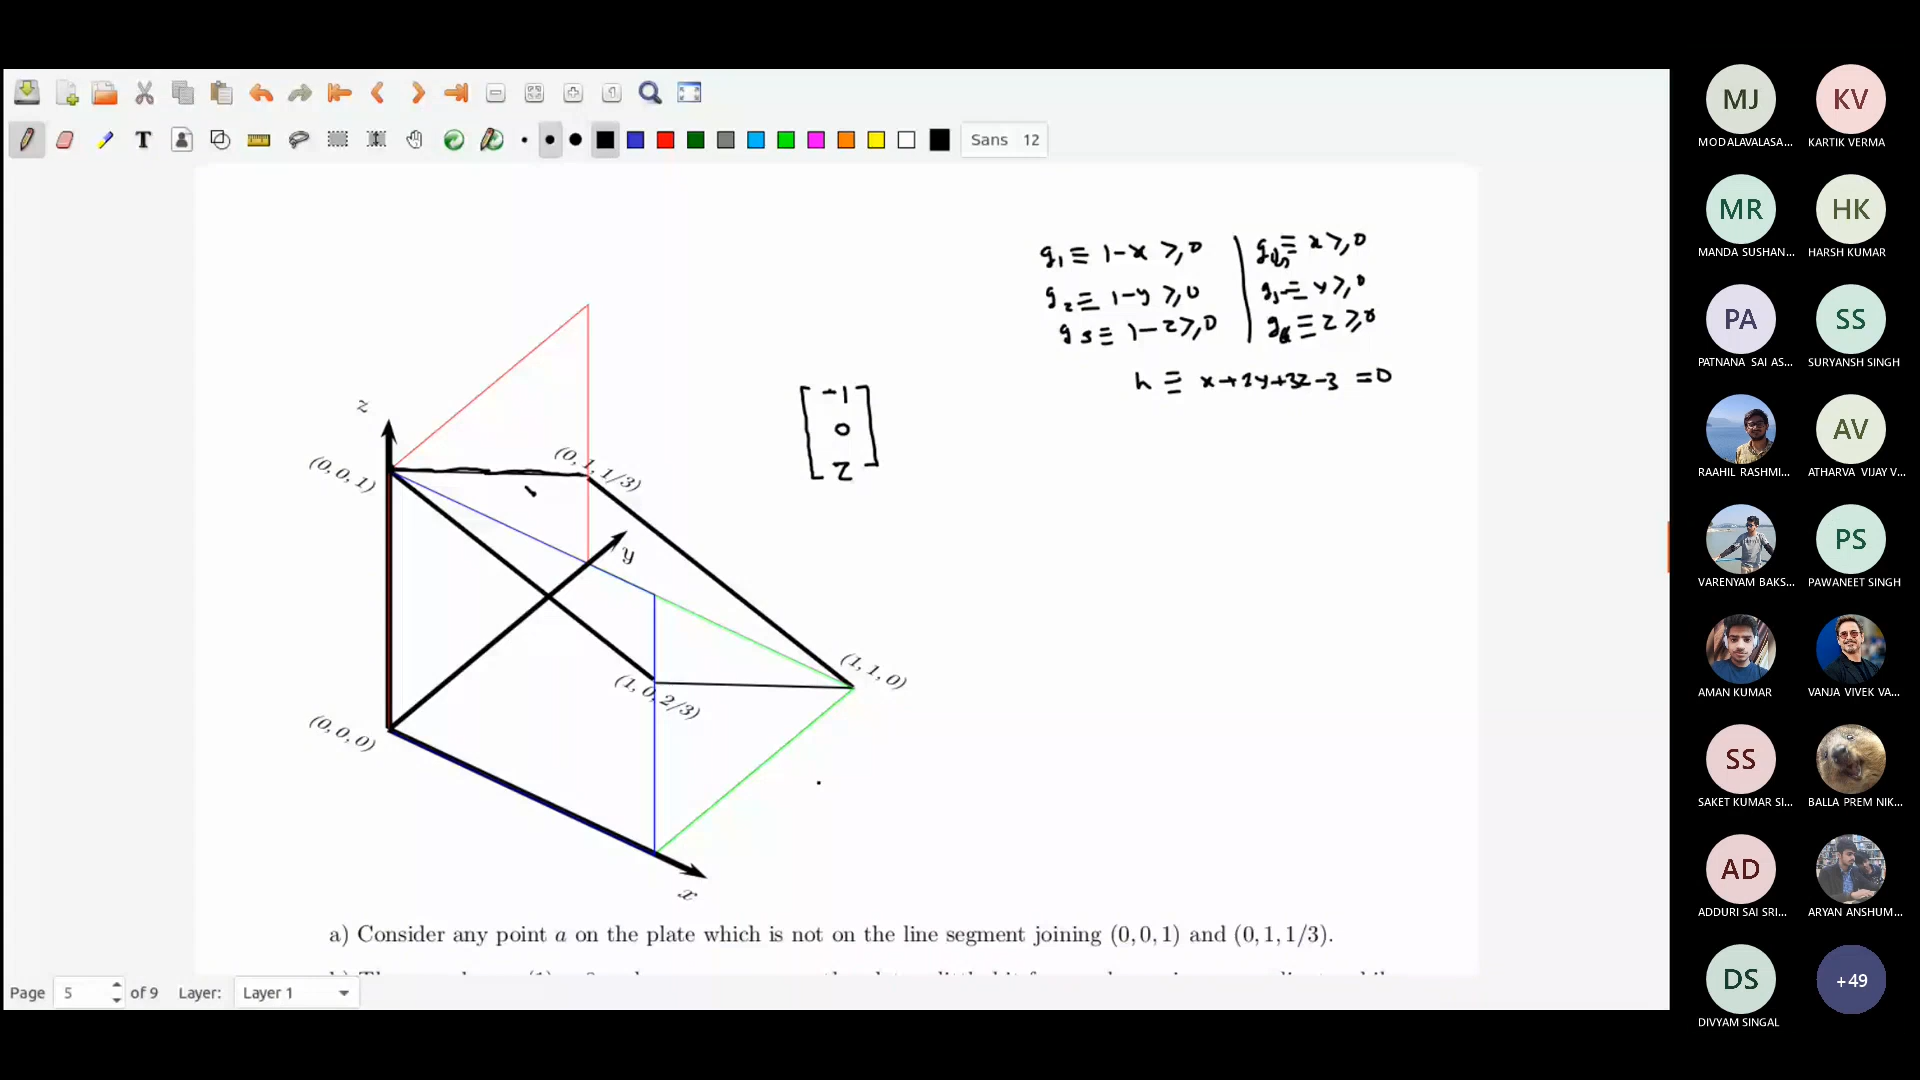 Sans 12
g₁ ≡ 1-x ≥, 0
g₂ ≡ 1-y ≥, 0
g3 ≡ 1-z ≥, 0
x ≥, 0
y ≥, 0
≡ z ≥ 0
h ≡ x+2y+3z-3 = 0
[-1
0
2]
z
(0, 0, 1)
(0, 1, 1/3)
y
(1, 1, 0)
(1, 0, 2/3)
(0, 0, 0)
x
a) Consider any point a on the plate which is not on the line segment joining (0, 0, 1) and (0, 1, 1/3).
Page 5 of 9 Layer: Layer 1
MJ
MODALAVALASA...
KV
KARTIK VERMA
MR
MANDA SUSHAN...
HK
HARSH KUMAR
PA
PATNANA SAI AS...
SS
SURYANSH SINGH
RAAHIL RASHMI...
AV
ATHARVA VIJAY V...
VARENYAM BAKS...
PS
PAWANEET SINGH
AMAN KUMAR
VANJA VIVEK VA...
SS
SAKET KUMAR SI...
BALLA PREM NIK...
AD
ADDURI SAI SRI...
ARYAN ANSHUM...
DS
DIVYAM SINGAL
+49